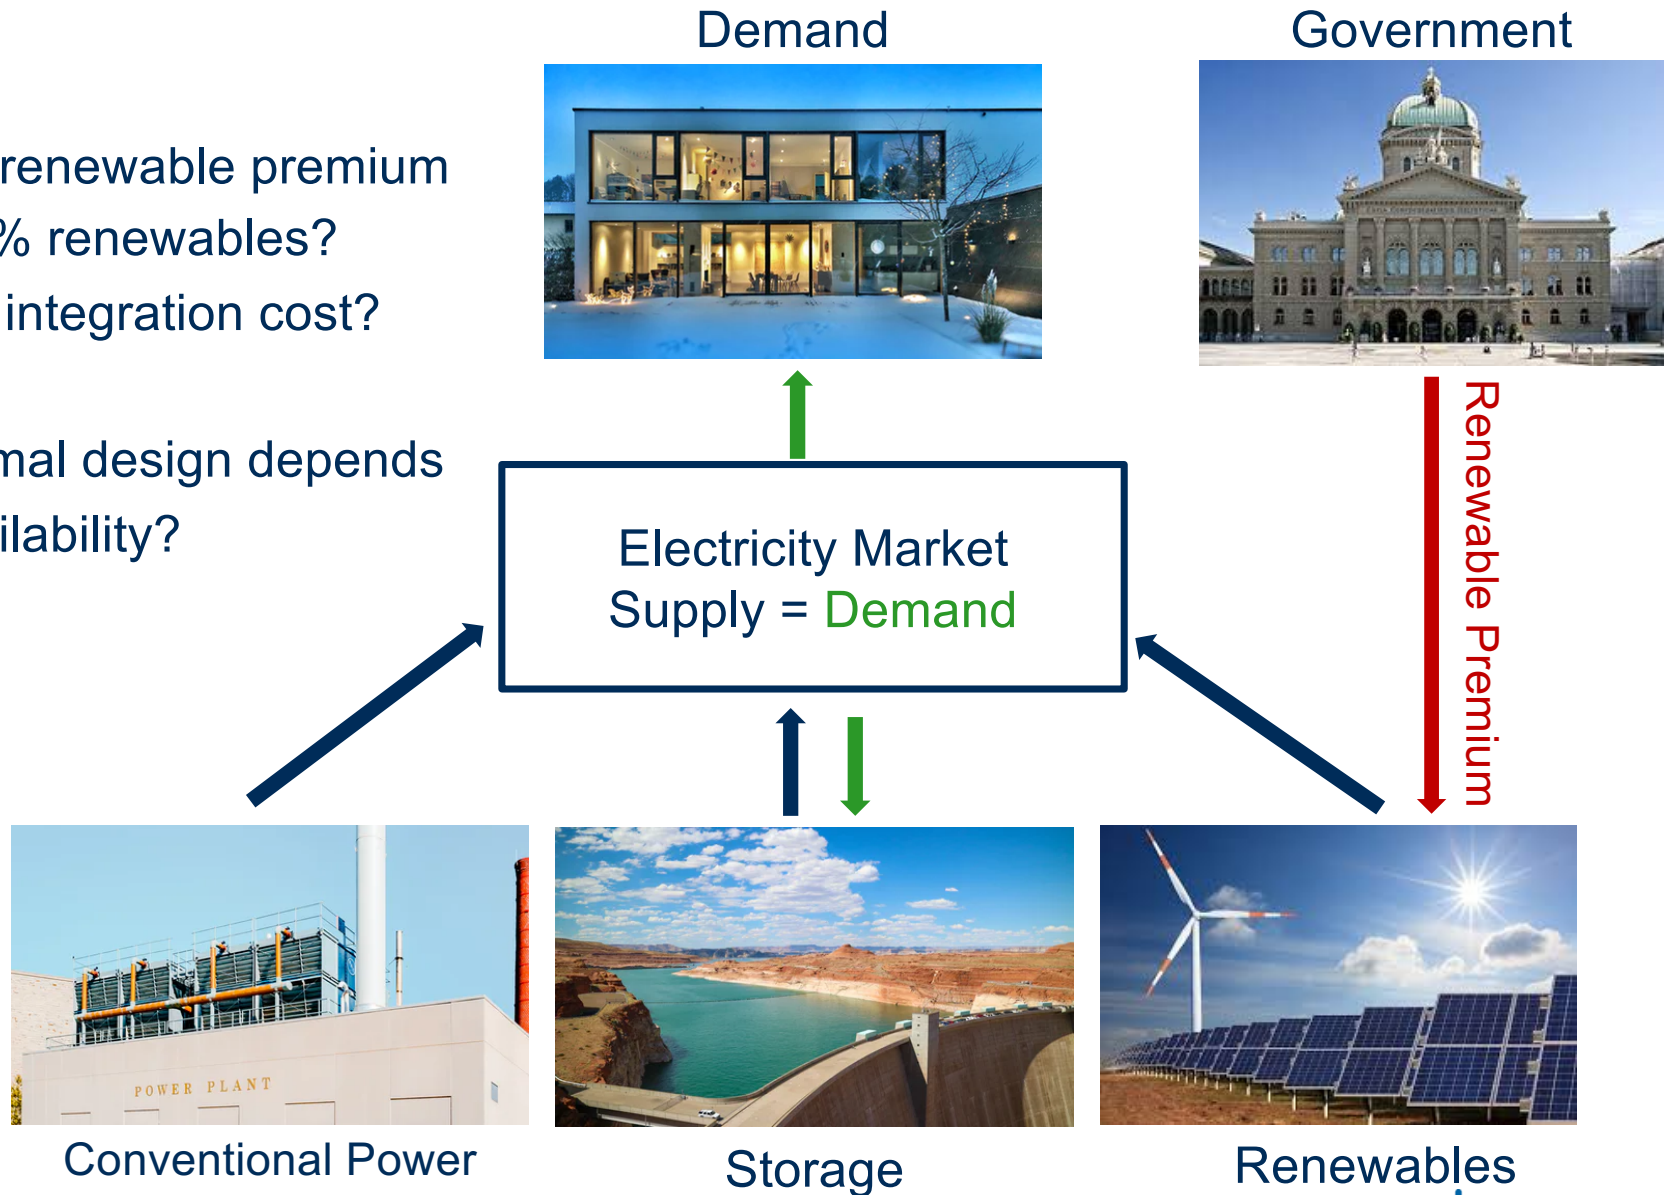 Demand
Government
renewable premium
% renewables?
integration cost?
mal design depends
ilability?
Electricity Market
Supply = Demand
Renewable Premium
POWER PLANT
Conventional Power
Storage
Renewables